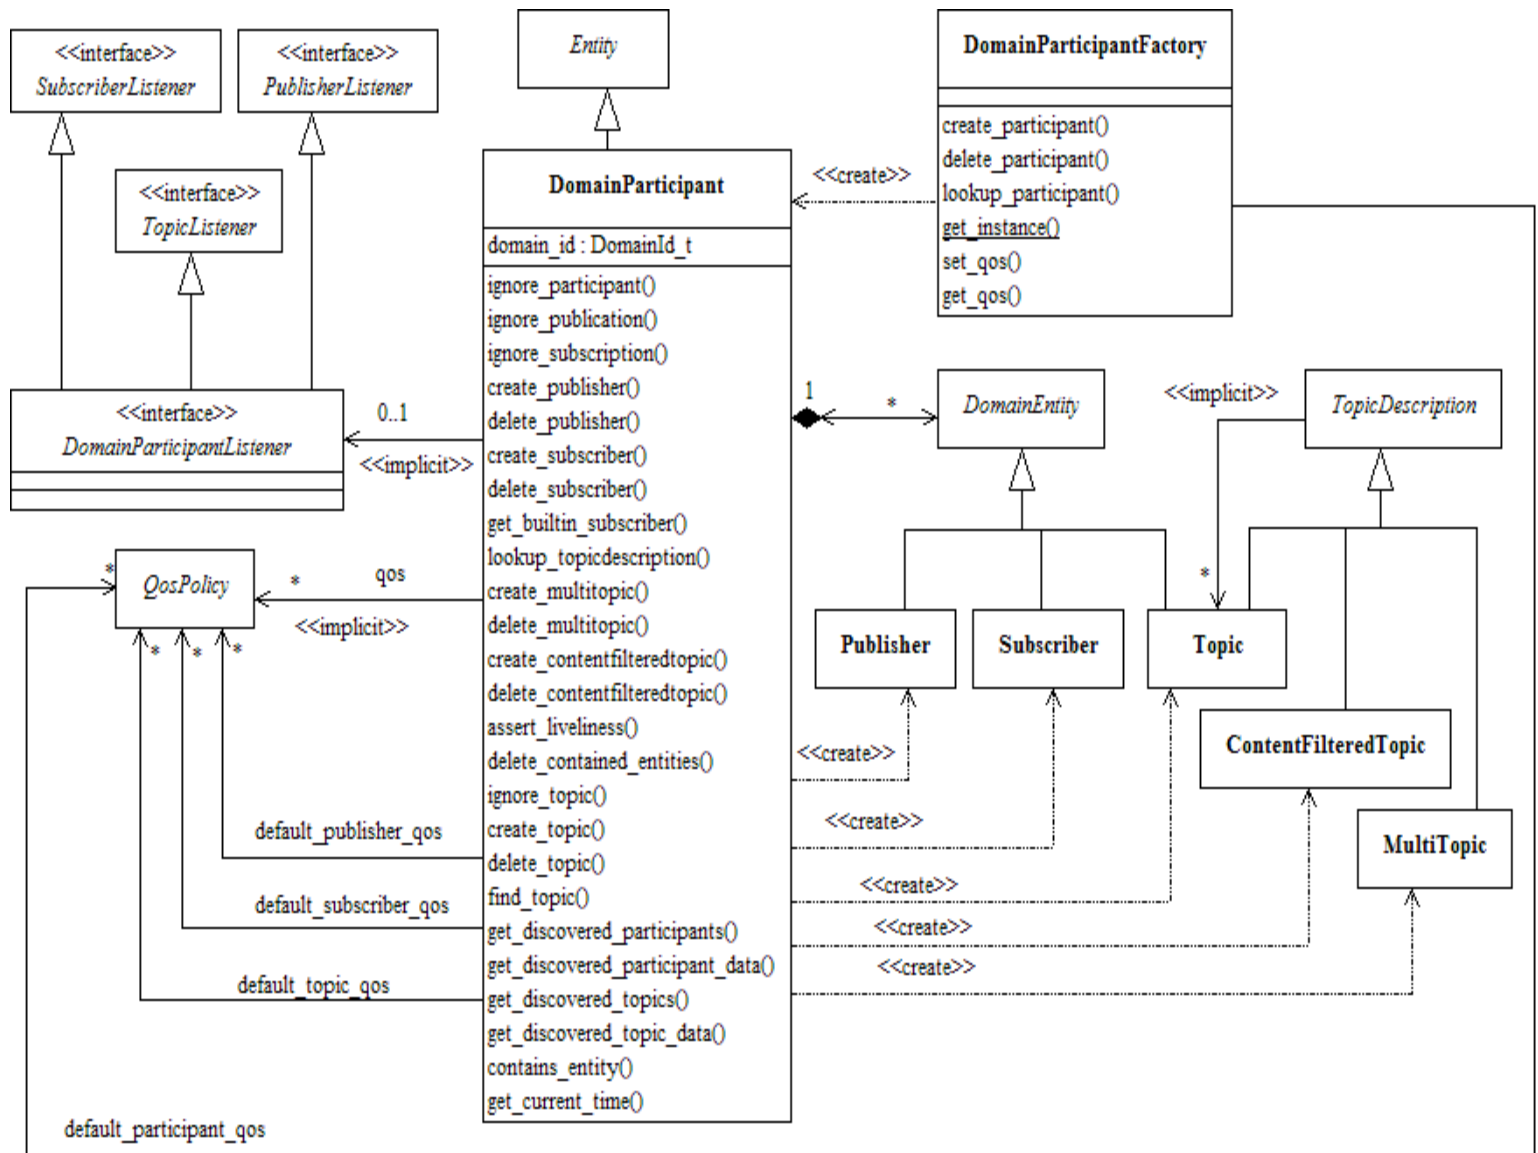 <<interface>>
SubscriberListener
<<interface>>
PublisherListener
<<interface>>
TopicListener
<<interface>>
DomainParticipantListener
Entity
DomainParticipant
domain_id : DomainId_t
ignore_participant()
ignore_publication()
ignore_subscription()
create_publisher()
delete_publisher()
create_subscriber()
delete_subscriber()
get_builtin_subscriber()
lookup_topicdescription()
create_multitopic()
delete_multitopic()
create_contentfilteredtopic()
delete_contentfilteredtopic()
assert_liveliness()
delete_contained_entities()
ignore_topic()
create_topic()
delete_topic()
find_topic()
get_discovered_participants()
get_discovered_participant_data()
get_discovered_topics()
get_discovered_topic_data()
contains_entity()
get_current_time()
DomainParticipantFactory
create_participant()
delete_participant()
lookup_participant()
get_instance()
set_qos()
get_qos()
<<create>>
0..1
<<implicit>>
QosPolicy
*
*
qos
<<implicit>>
*
*
*
default_publisher_qos
default_subscriber_qos
default_topic_qos
default_participant_qos
1
*
DomainEntity
<<implicit>>
TopicDescription
*
Publisher
Subscriber
Topic
ContentFilteredTopic
MultiTopic
<<create>>
<<create>>
<<create>>
<<create>>
<<create>>